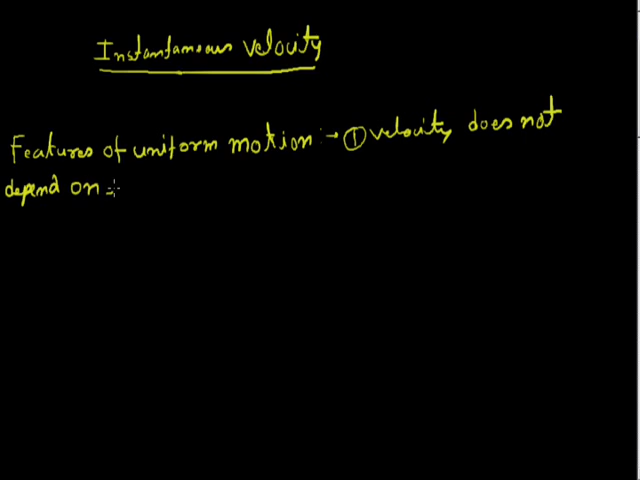 Instantaneous velocity
Features of uniform motion :→ ① velocity does not
depend on